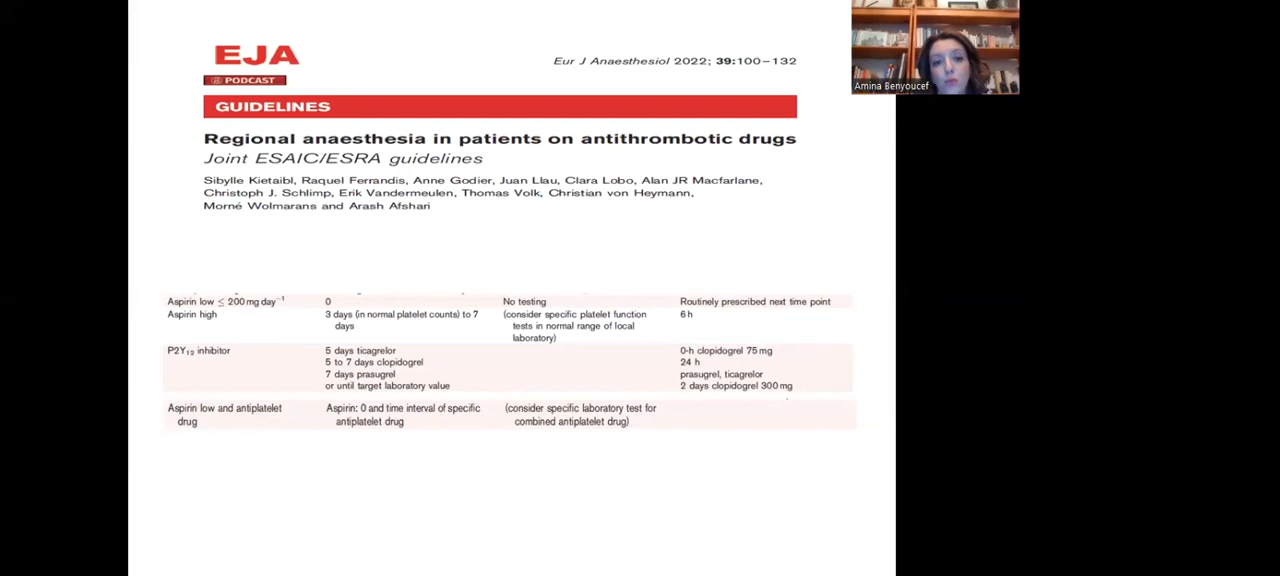 EJA
PODCAST
Eur J Anaesthesiol 2022; 39:100–132
GUIDELINES
Regional anaesthesia in patients on antithrombotic drugs
Joint ESAIC/ESRA guidelines
Sibylle Kietaibl, Raquel Ferrandis, Anne Godier, Juan Llau, Clara Lobo, Alan JR Macfarlane,
Christoph J. Schlimp, Erik Vandermeulen, Thomas Volk, Christian von Heymann,
Morné Wolmarans and Arash Afshari
Amina Benyoucef
Aspirin low ≤ 200 mg day⁻¹ 0 No testing Routinely prescribed next time point
Aspirin high 3 days (in normal platelet counts) to 7 (consider specific platelet function 6 h
days tests in normal range of local
laboratory)
P2Y₁₂ inhibitor 5 days ticagrelor 0-h clopidogrel 75 mg
5 to 7 days clopidogrel 24 h
7 days prasugrel prasugrel, ticagrelor
or until target laboratory value 2 days clopidogrel 300 mg
Aspirin low and antiplatelet Aspirin: 0 and time interval of specific (consider specific laboratory test for
drug antiplatelet drug combined antiplatelet drug)